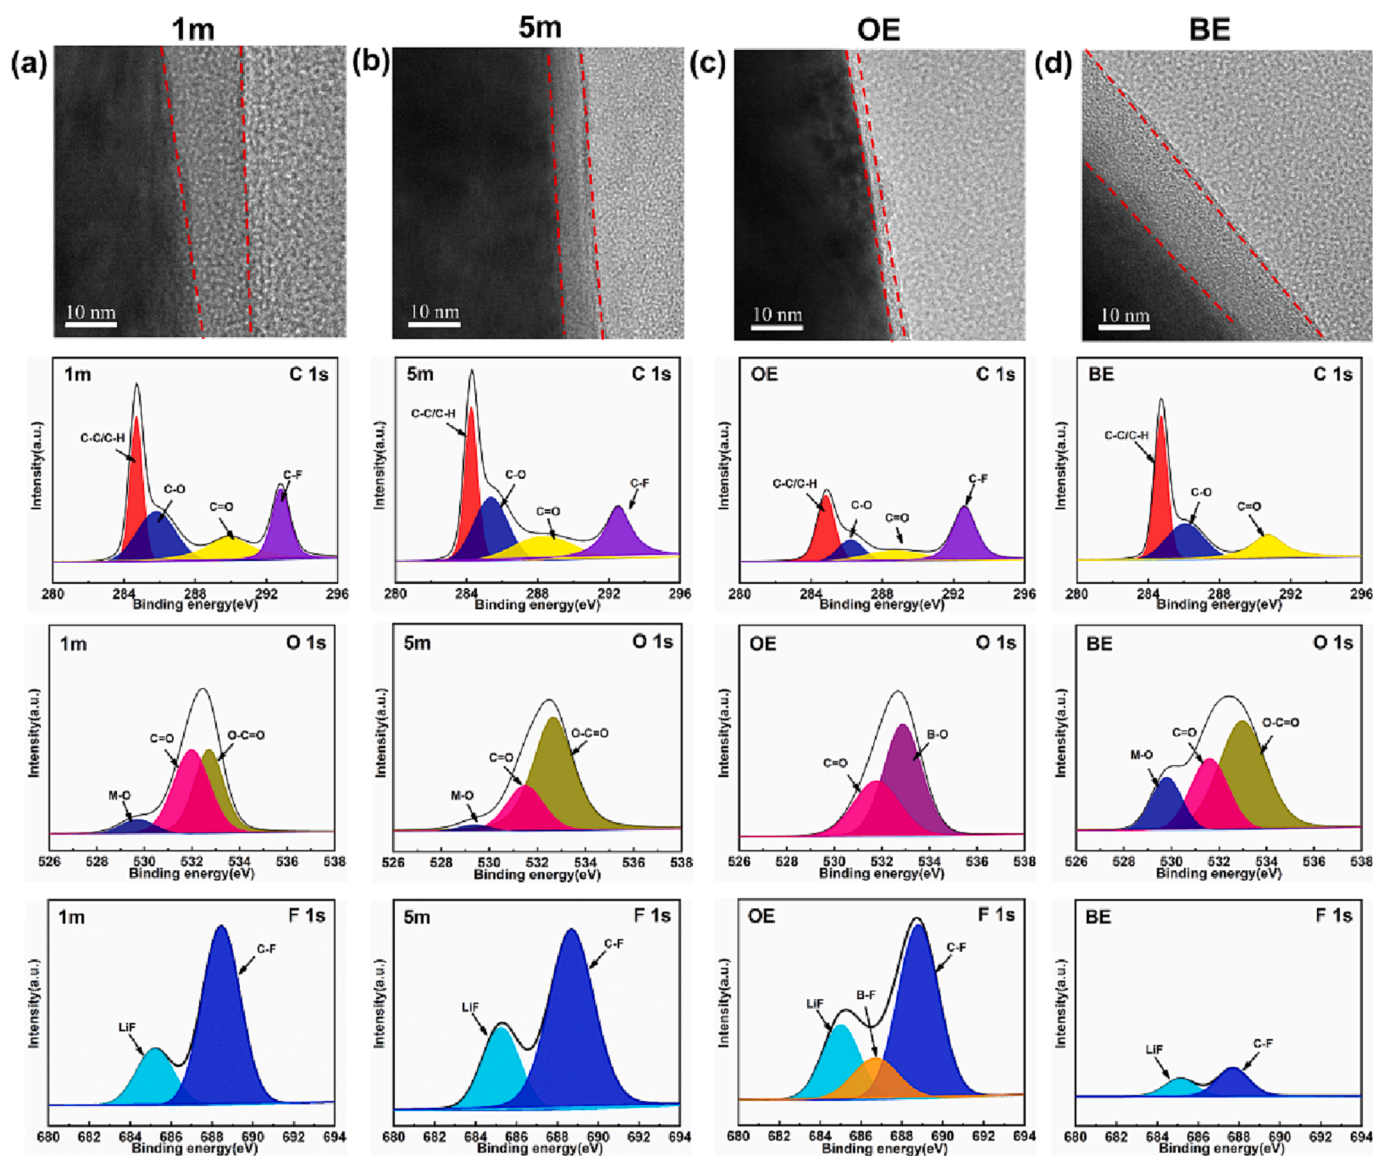 1m
5m
OE
BE
(a)
(b)
(c)
(d)
10 nm
10 nm
10 nm
10 nm
1m
C 1s
C-C/C-H
C-O
C=O
C-F
Intensity(a.u.)
280 284 288 292 296
Binding energy(eV)
5m
C 1s
C-C/C-H
C-O
C=O
C-F
Intensity(a.u.)
280 284 288 292 296
Binding energy(eV)
OE
C 1s
C-C/C-H
C-O
C=O
C-F
Intensity(a.u.)
280 284 288 292 296
Binding energy(eV)
BE
C 1s
C-C/C-H
C-O
C=O
Intensity(a.u.)
280 284 288 292 296
Binding energy(eV)
1m
O 1s
C=O
O-C=O
M-O
Intensity(a.u.)
526 528 530 532 534 536 538
Binding energy(eV)
5m
O 1s
O-C=O
C=O
M-O
Intensity(a.u.)
526 528 530 532 534 536 538
Binding energy(eV)
OE
O 1s
B-O
C=O
Intensity(a.u.)
526 528 530 532 534 536 538
Binding energy(eV)
BE
O 1s
C=O
O-C=O
M-O
Intensity(a.u.)
526 528 530 532 534 536 538
Binding energy(eV)
1m
F 1s
C-F
LiF
Intensity(a.u.)
680 682 684 686 688 690 692 694
Binding energy(eV)
5m
F 1s
C-F
LiF
Intensity(a.u.)
680 682 684 686 688 690 692 694
Binding energy(eV)
OE
F 1s
C-F
B-F
LiF
Intensity(a.u.)
680 682 684 686 688 690 692 694
Binding energy(eV)
BE
F 1s
LiF
C-F
Intensity(a.u.)
680 682 684 686 688 690 692 694
Binding energy(eV)